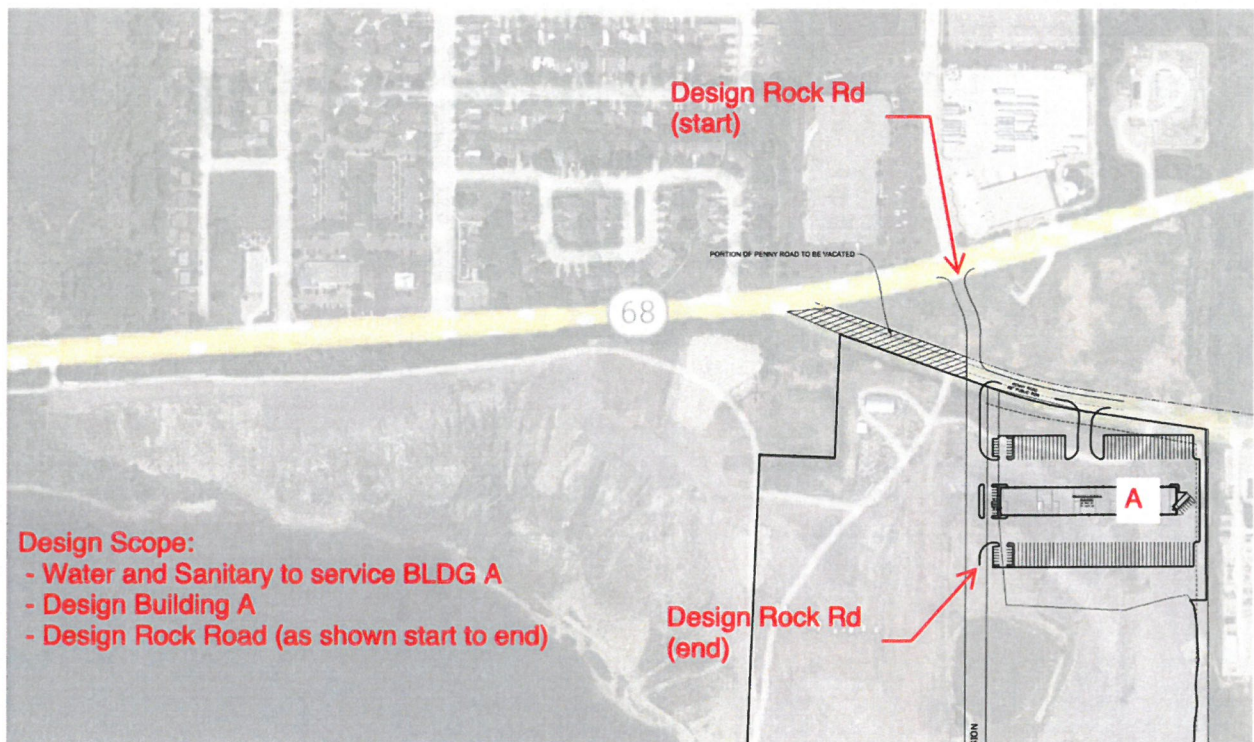 Design Rock Rd
(start)
PORTION OF PENNY ROAD TO BE VACATED
68
A
Design Scope:
- Water and Sanitary to service BLDG A
- Design Building A
- Design Rock Road (as shown start to end)
Design Rock Rd
(end)